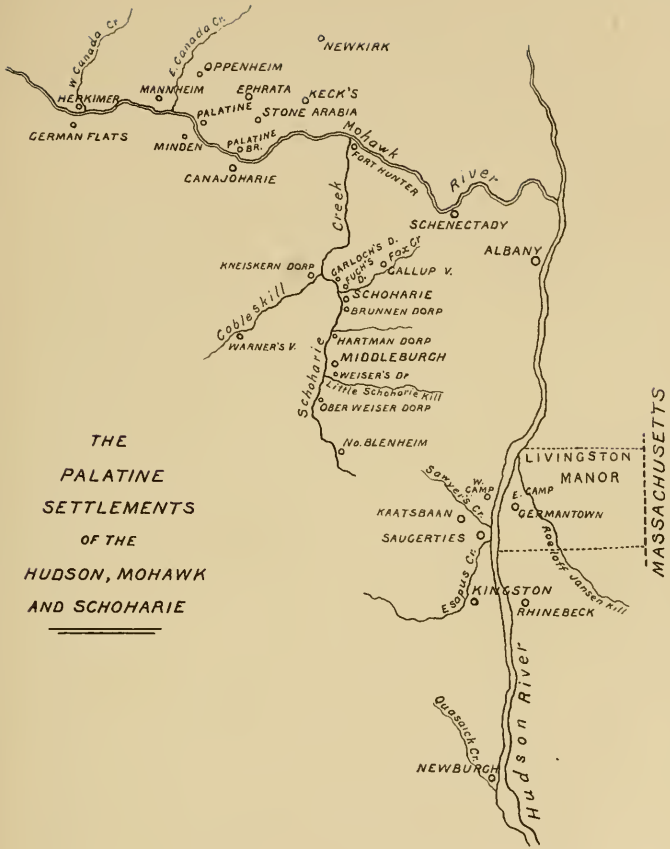 W. Canada Cr.
E. Canada Cr.
NEWKIRK
OPPENHEIM
HERKIMER
MANNHEIM
EPHRATA
KECK'S
PALATINE
STONE ARABIA
GERMAN FLATS
MINDEN
PALATINE
BR.
CANAJOHARIE
Mohawk
River
FORT HUNTER
SCHENECTADY
ALBANY
Creek
Schoharie
KNEISKERN DORP
GARLOCH'S D.
FUCH'S
D.
Fox Cr
GALLUP V.
SCHOHARIE
BRUNNEN DORP
Cobleskill
WARNER'S V.
HARTMAN DORP
MIDDLEBURGH
WEISER'S DP
Little Schoharie Kill
OBER WEISER DORP
No. BLENHEIM
THE
PALATINE
SETTLEMENTS
OF THE
HUDSON, MOHAWK
AND SCHOHARIE
LIVINGSTON
MANOR
MASSACHUSETTS
Sawyer's Cr.
W.
CAMP
E. CAMP
KAATSBAAN
GERMANTOWN
SAUGERTIES
Roeloff Jansen Kill
Esopus Cr.
KINGSTON
RHINEBECK
Quasaick Cr.
NEWBURGH
Hudson River